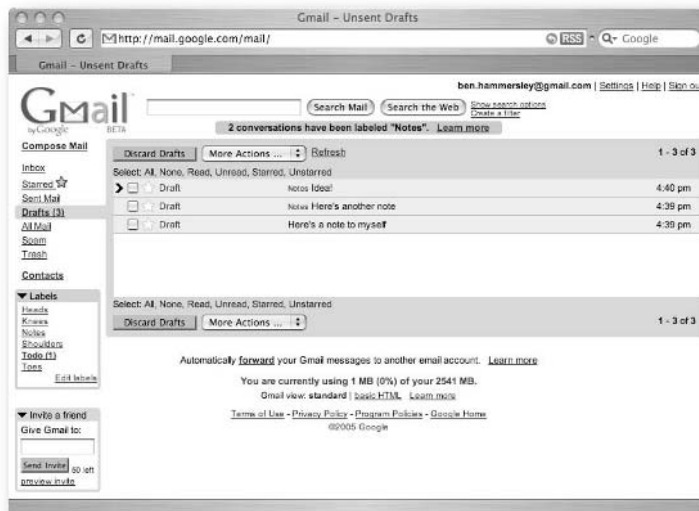 Gmail – Unsent Drafts
http://mail.google.com/mail/
RSS
Google
Gmail – Unsent Drafts
ben.hammersley@gmail.com | Settings | Help | Sign ou
Gmail
by Google
BETA
Search Mail
Search the Web
Show search options
Create a filter
2 conversations have been labeled "Notes". Learn more
Compose Mail
Inbox
Starred
Sent Mail
Drafts (3)
All Mail
Spam
Trash
Contacts
Labels
Heads
Knees
Notes
Shoulders
Todo (1)
Toes
Edit labels
Invite a friend
Give Gmail to:
Send Invite 50 left
preview invite
Discard Drafts More Actions ... Refresh 1 - 3 of 3
Select: All, None, Read, Unread, Starred, Unstarred
Draft Notes Idea! 4:40 pm
Draft Notes Here's another note 4:39 pm
Draft Here's a note to myself 4:39 pm
Select: All, None, Read, Unread, Starred, Unstarred
Discard Drafts More Actions ... 1 - 3 of 3
Automatically forward your Gmail messages to another email account. Learn more
You are currently using 1 MB (0%) of your 2541 MB.
Gmail view: standard | basic HTML Learn more
Terms of Use - Privacy Policy - Program Policies - Google Home
©2005 Google